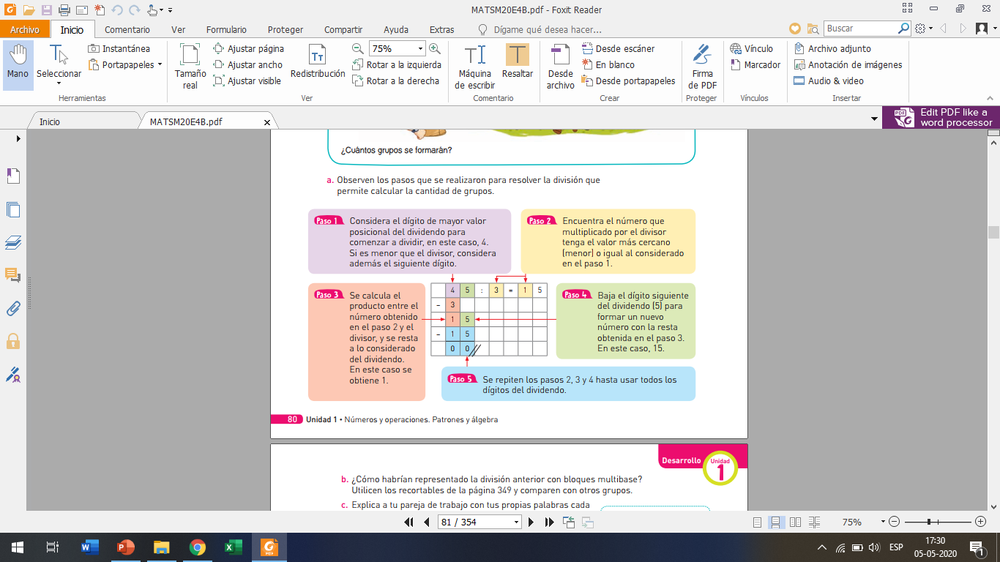 MATSM20E4B.pdf - Foxit Reader
Archivo Inicio Comentario Ver Formulario Proteger Compartir Ayuda Extras Dígame qué desea hacer... Buscar
Mano
Seleccionar
Instantánea
Portapapeles
Herramientas
Tamaño real
Ajustar página
Ajustar ancho
Ajustar visible
Redistribución
75%
Rotar a la izquierda
Rotar a la derecha
Ver
Máquina de escribir
Resaltar
Comentario
Desde archivo
Desde escáner
En blanco
Desde portapapeles
Crear
Firma de PDF
Proteger
Vínculo
Marcador
Vínculos
Archivo adjunto
Anotación de imágenes
Audio & video
Insertar
Inicio MATSM20E4B.pdf
Edit PDF like a
word processor
¿Cuántos grupos se formarán?
a. Observen los pasos que se realizaron para resolver la división que
permite calcular la cantidad de grupos.
Paso 1 Considera el dígito de mayor valor
posicional del dividendo para
comenzar a dividir, en este caso, 4.
Si es menor que el divisor, considera
además el siguiente dígito.
Paso 2 Encuentra el número que
multiplicado por el divisor
tenga el valor más cercano
(menor) o igual al considerado
en el paso 1.
Paso 3 Se calcula el
producto entre el
número obtenido
en el paso 2 y el
divisor, y se resta
a lo considerado
del dividendo.
En este caso se
obtiene 1.
4 5 : 3 = 1 5
– 3
1 5
– 1 5
0 0
Paso 4 Baja el dígito siguiente
del dividendo (5) para
formar un nuevo
número con la resta
obtenida en el paso 3.
En este caso, 15.
Paso 5 Se repiten los pasos 2, 3 y 4 hasta usar todos los
dígitos del dividendo.
80 Unidad 1 • Números y operaciones. Patrones y álgebra
Desarrollo Unidad 1
b. ¿Cómo habrían representado la división anterior con bloques multibase?
Utilicen los recortables de la página 349 y comparen con otros grupos.
c. Explica a tu pareja de trabajo con tus propias palabras cada
81 / 354 75%
ESP 17:30
05-05-2020 1